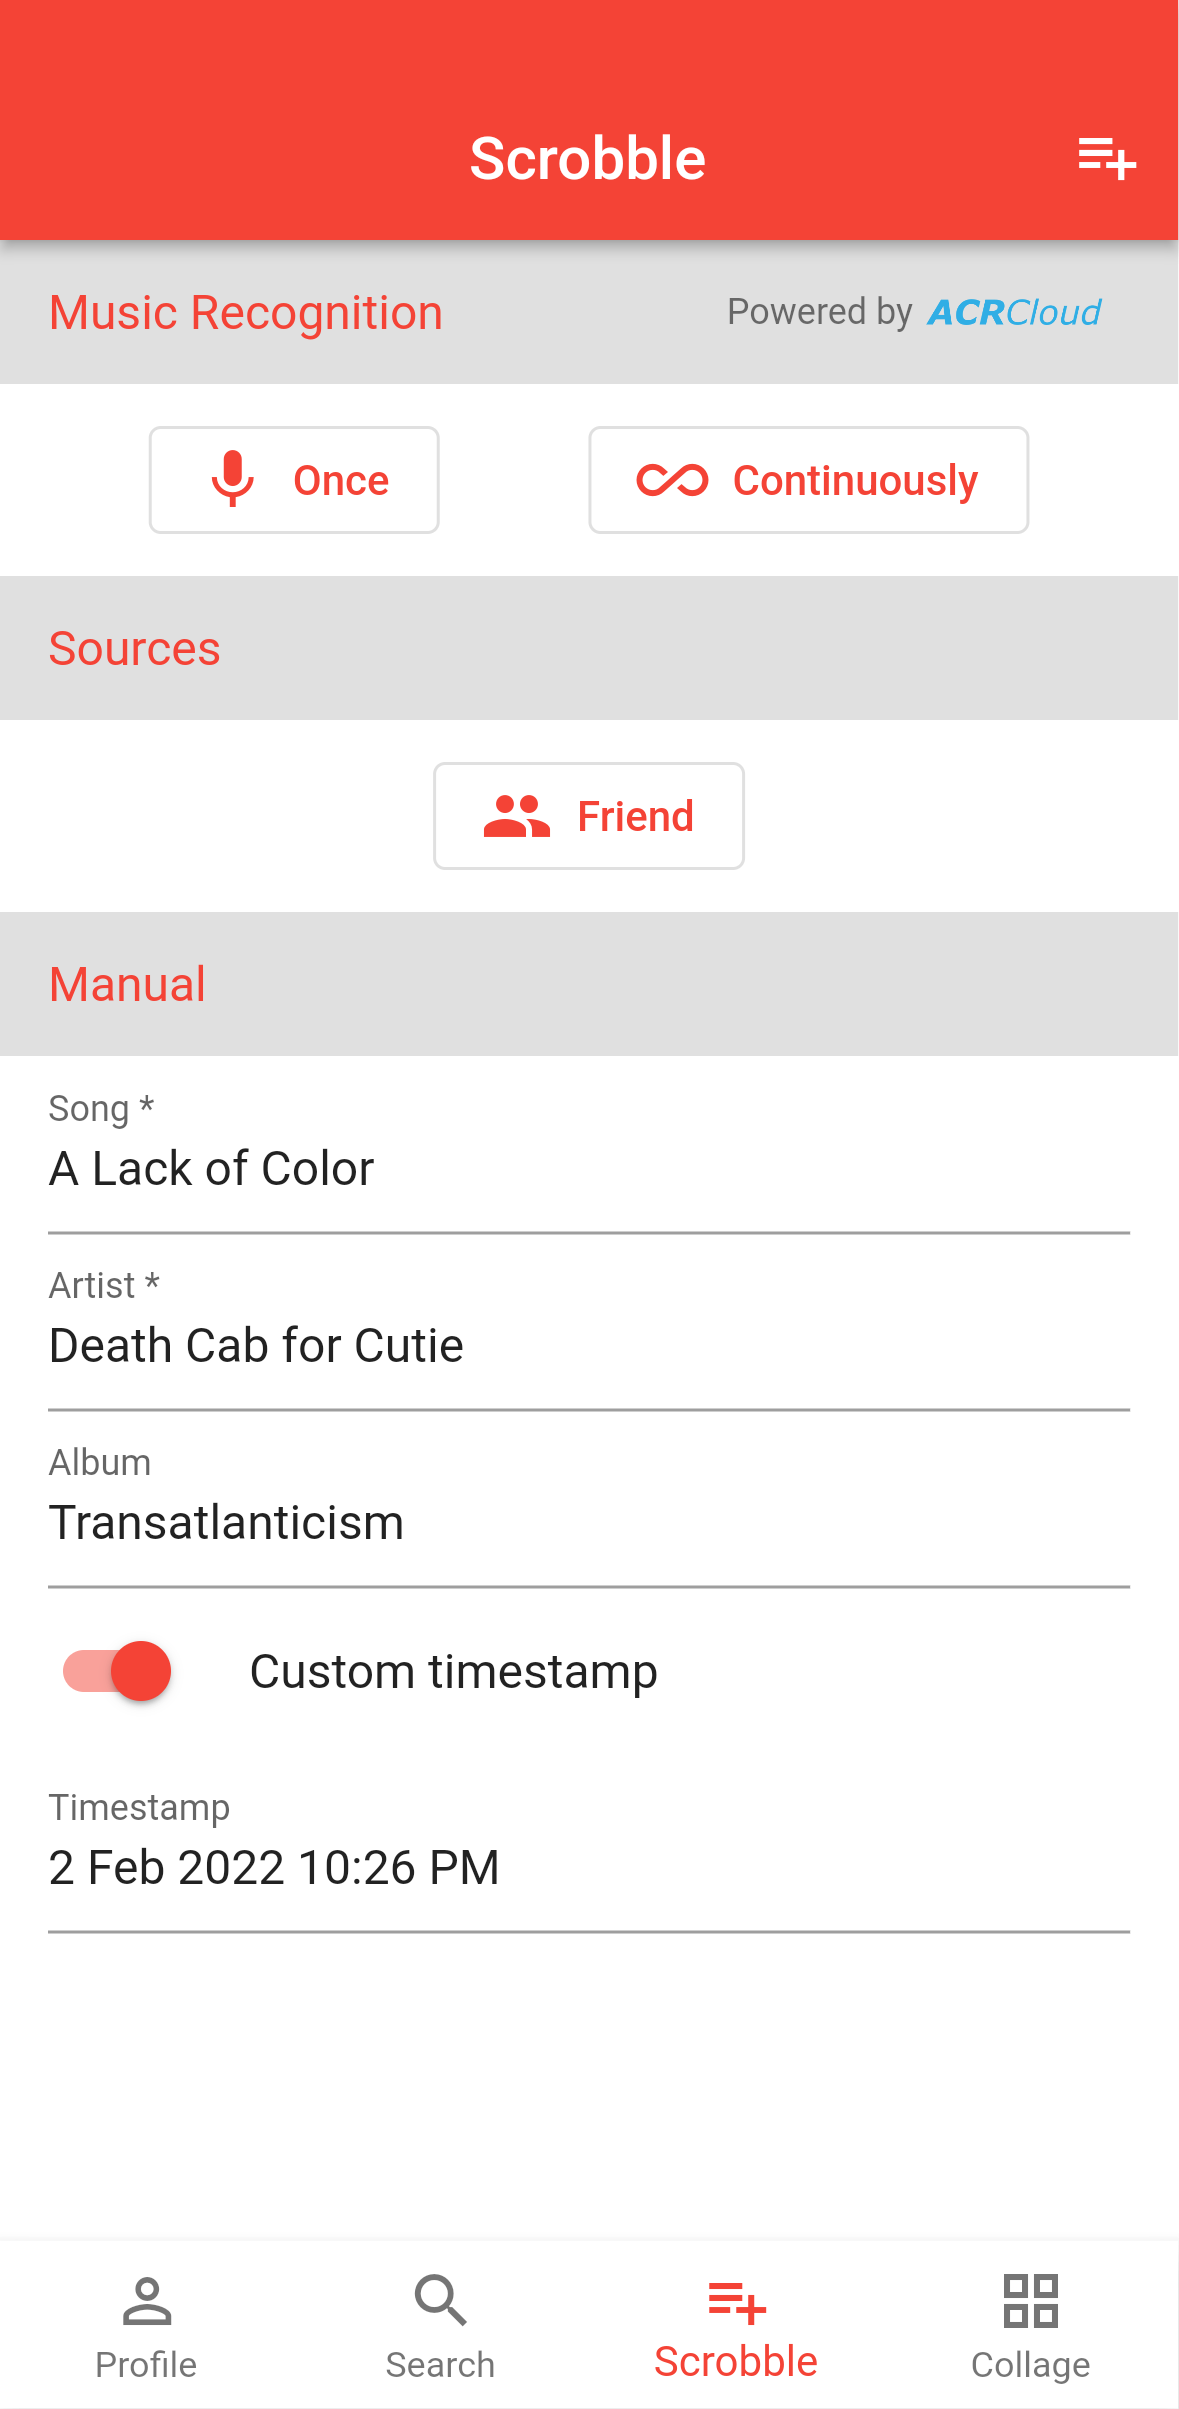 Scrobble
Music Recognition
Powered by ACRCloud
Once
Continuously
Sources
Friend
Manual
Song *
A Lack of Color
Artist *
Death Cab for Cutie
Album
Transatlanticism
Custom timestamp
Timestamp
2 Feb 2022 10:26 PM
Profile
Search
Scrobble
Collage